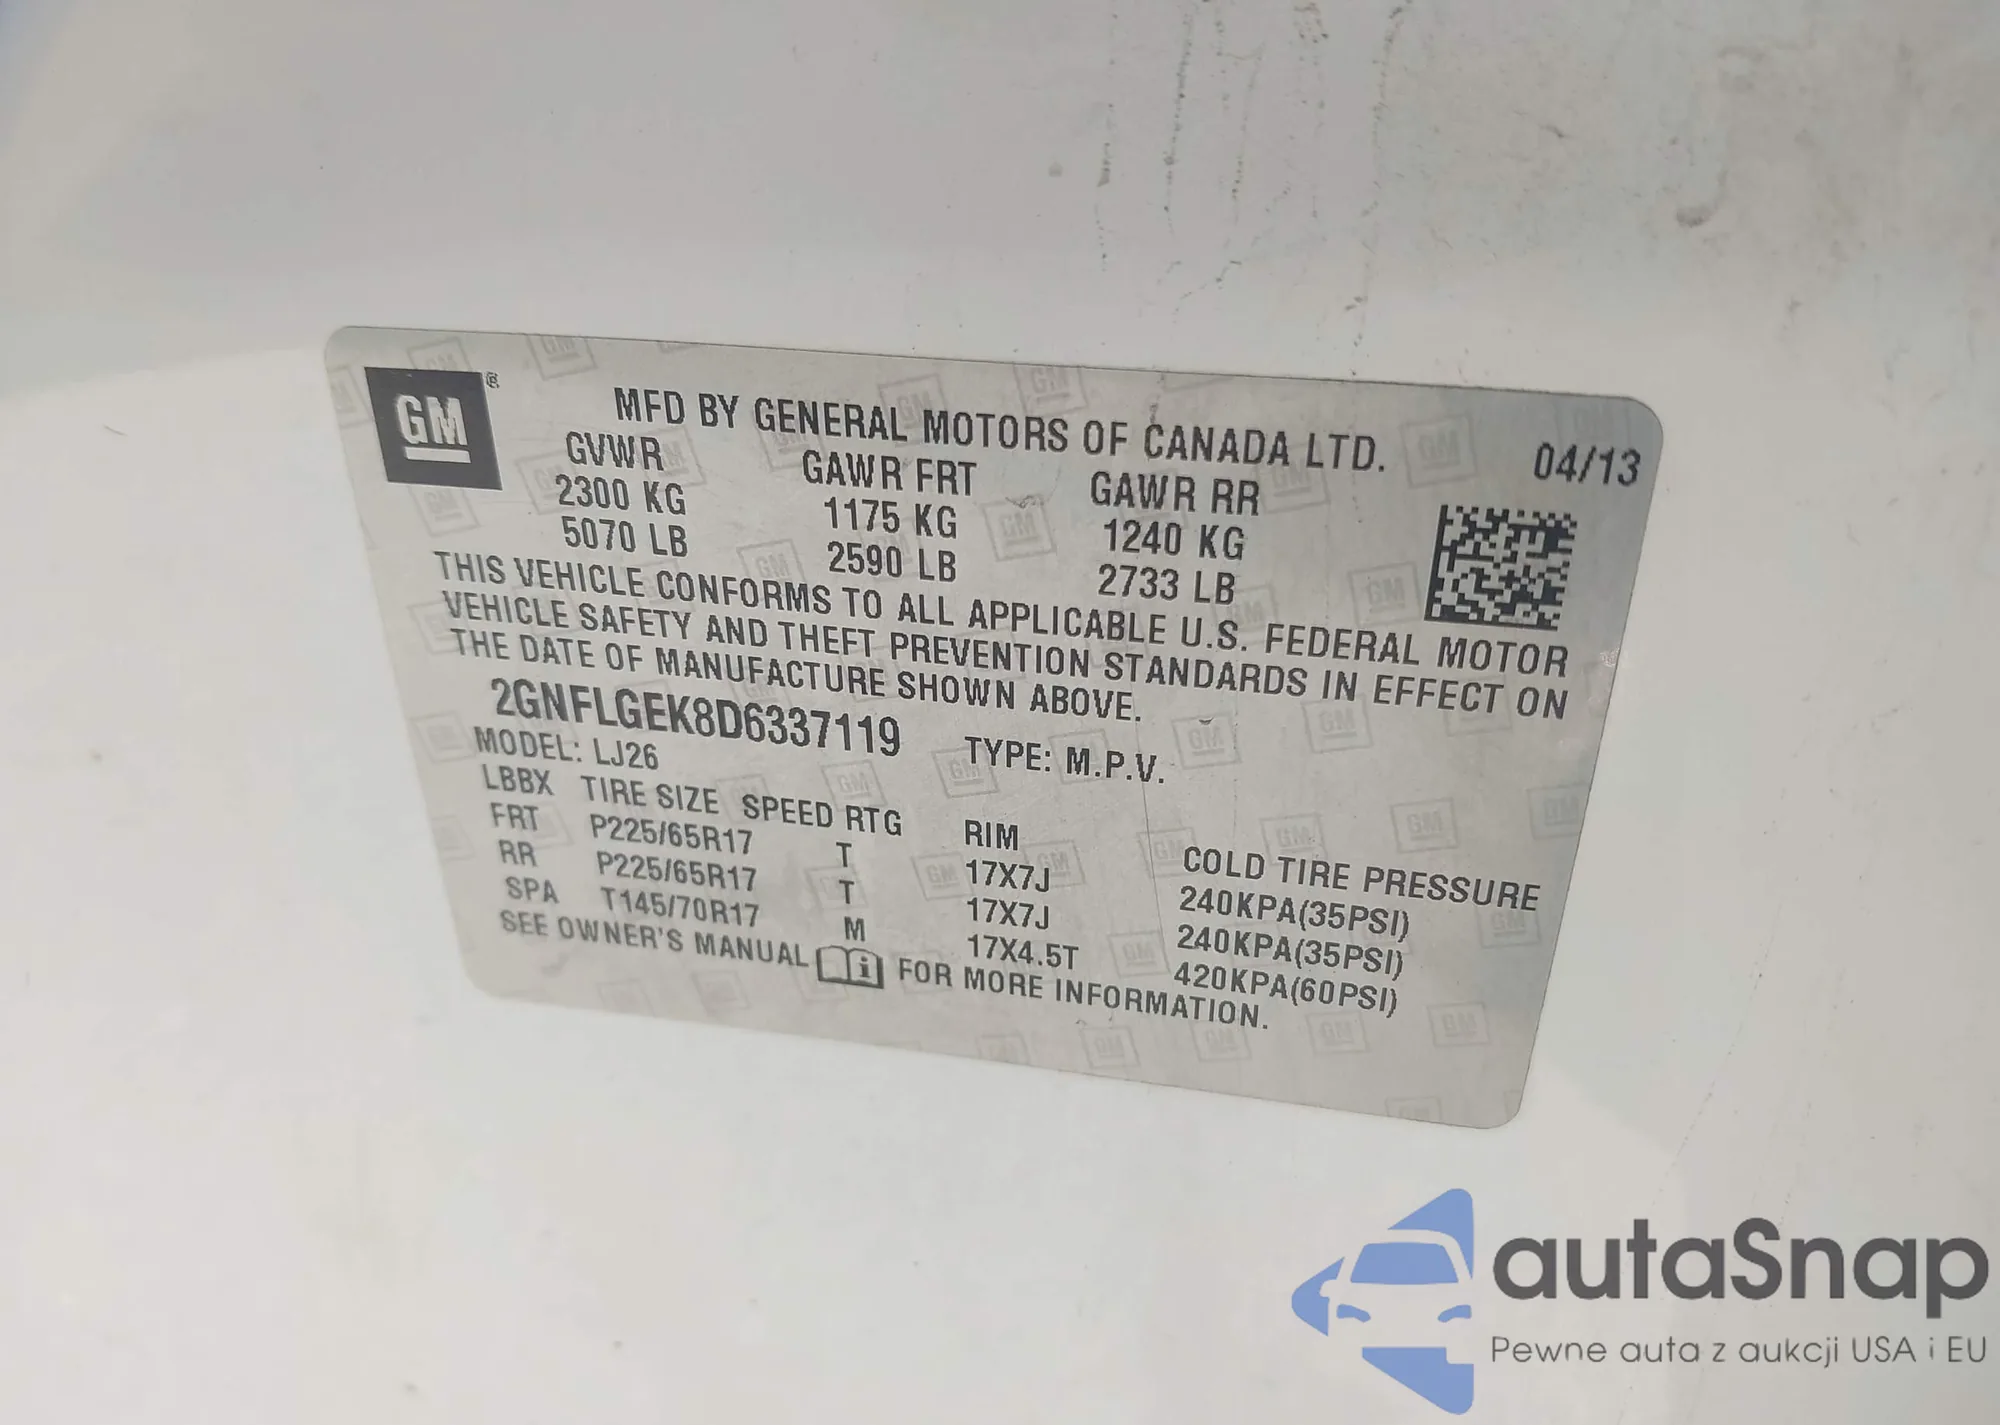 GM ®
MFD BY GENERAL MOTORS OF CANADA LTD.
04/13
GVWR GAWR FRT GAWR RR
2300 KG 1175 KG 1240 KG
5070 LB 2590 LB 2733 LB
THIS VEHICLE CONFORMS TO ALL APPLICABLE U.S. FEDERAL MOTOR
VEHICLE SAFETY AND THEFT PREVENTION STANDARDS IN EFFECT ON
THE DATE OF MANUFACTURE SHOWN ABOVE.
2GNFLGEK8D6337119 TYPE: M.P.V.
MODEL: LJ26
LBBX TIRE SIZE SPEED RTG RIM COLD TIRE PRESSURE
FRT P225/65R17 T 17X7J 240KPA(35PSI)
RR P225/65R17 T 17X7J 240KPA(35PSI)
SPA T145/70R17 M 17X4.5T 420KPA(60PSI)
SEE OWNER'S MANUAL i FOR MORE INFORMATION.
autaSnap
Pewne auta z aukcji USA i EU